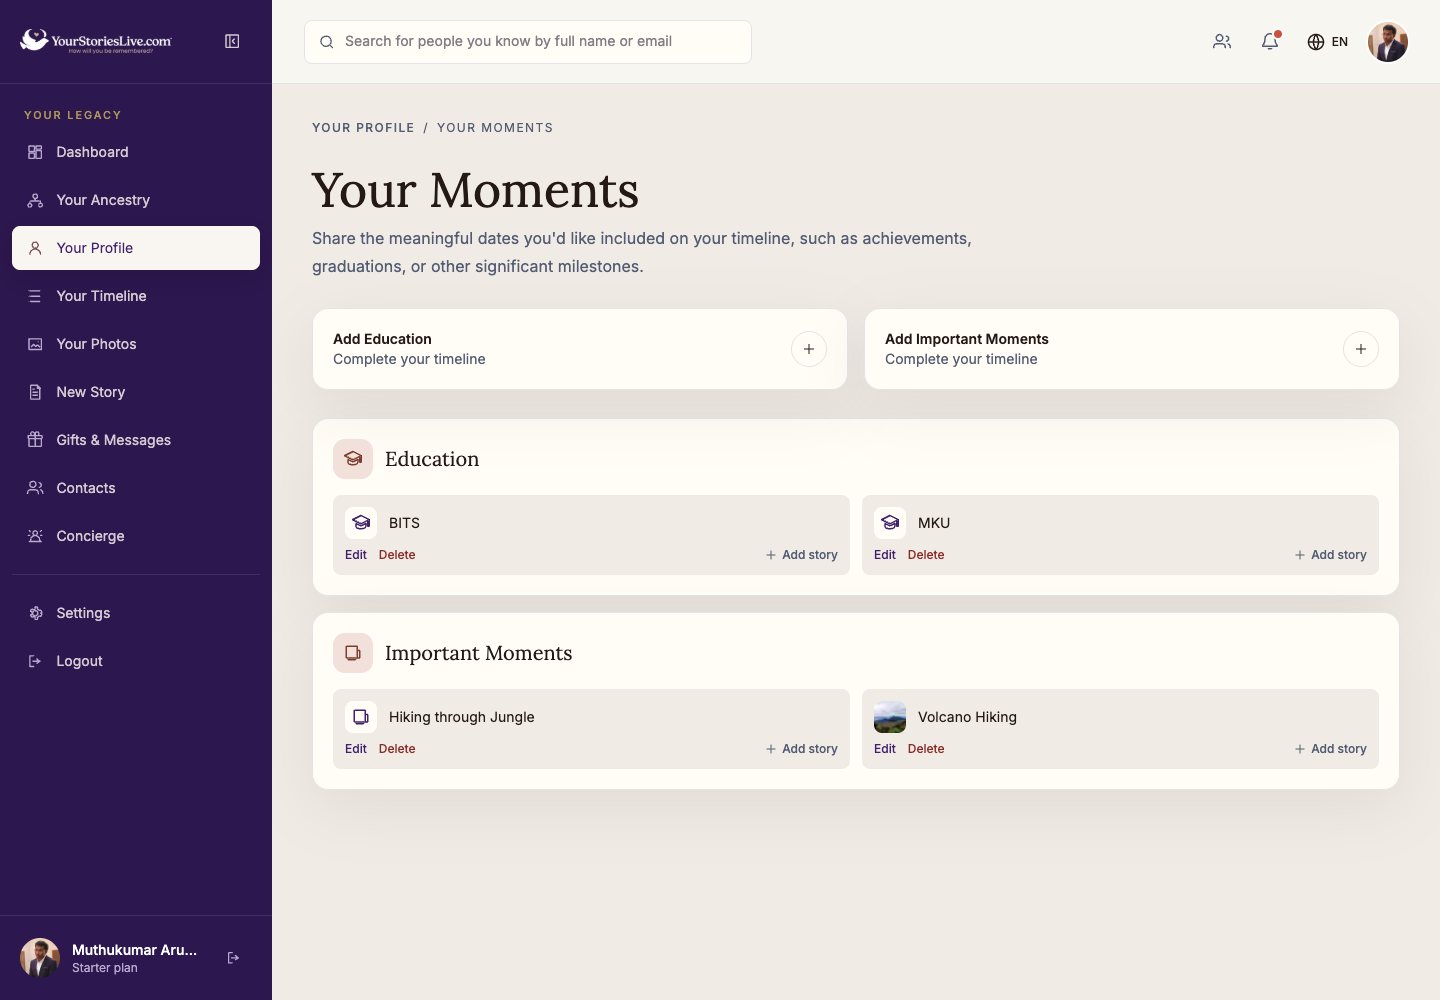 YourStoriesLive.com
How will you be remembered?
YOUR LEGACY
Dashboard
Your Ancestry
Your Profile
Your Timeline
Your Photos
New Story
Gifts & Messages
Contacts
Concierge
Settings
Logout
Muthukumar Aru...
Starter plan
Search for people you know by full name or email
EN
YOUR PROFILE / YOUR MOMENTS
Your Moments
Share the meaningful dates you'd like included on your timeline, such as achievements,
graduations, or other significant milestones.
Add Education
Complete your timeline
Add Important Moments
Complete your timeline
Education
BITS
Edit Delete + Add story
MKU
Edit Delete + Add story
Important Moments
Hiking through Jungle
Edit Delete + Add story
Volcano Hiking
Edit Delete + Add story